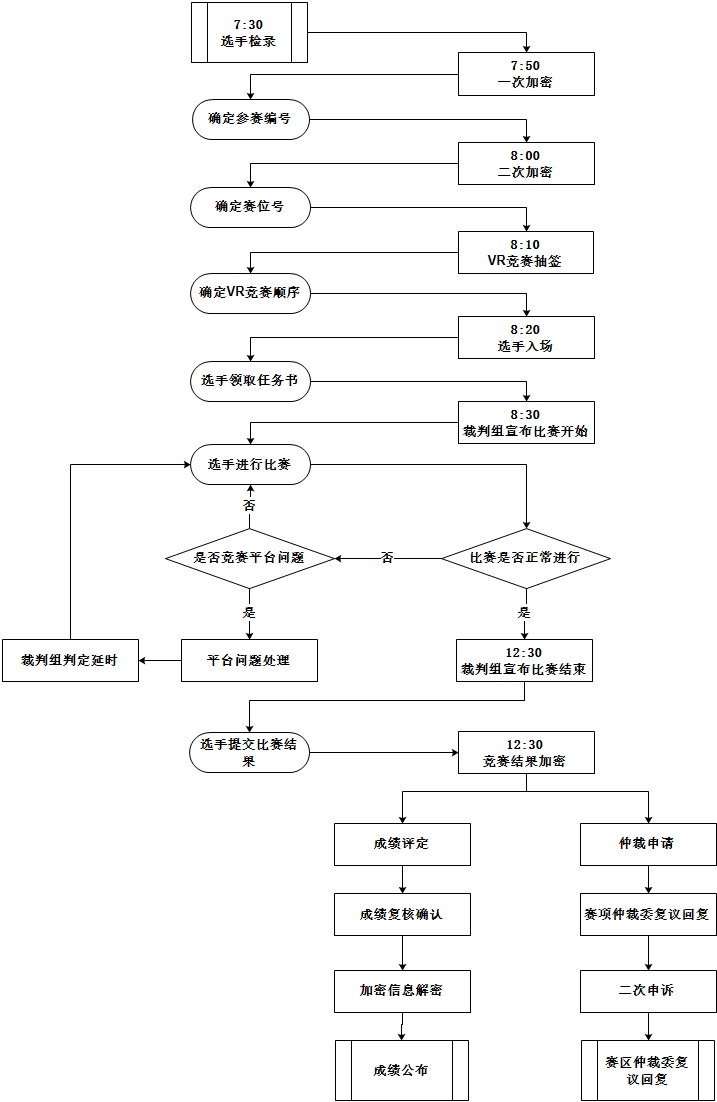 7:30
选手检录
7:50
一次加密
确定参赛编号
8:00
二次加密
确定赛位号
8:10
VR竞赛抽签
确定VR竞赛顺序
8:20
选手入场
选手领取任务书
8:30
裁判组宣布比赛开始
选手进行比赛
否
是否竞赛平台问题
否
比赛是否正常进行
是
是
裁判组判定延时
平台问题处理
12:30
裁判组宣布比赛结束
选手提交比赛结
果
12:30
竞赛结果加密
成绩评定
仲裁申请
成绩复核确认
赛项仲裁委复议回复
加密信息解密
二次申诉
成绩公布
赛区仲裁委复
议回复